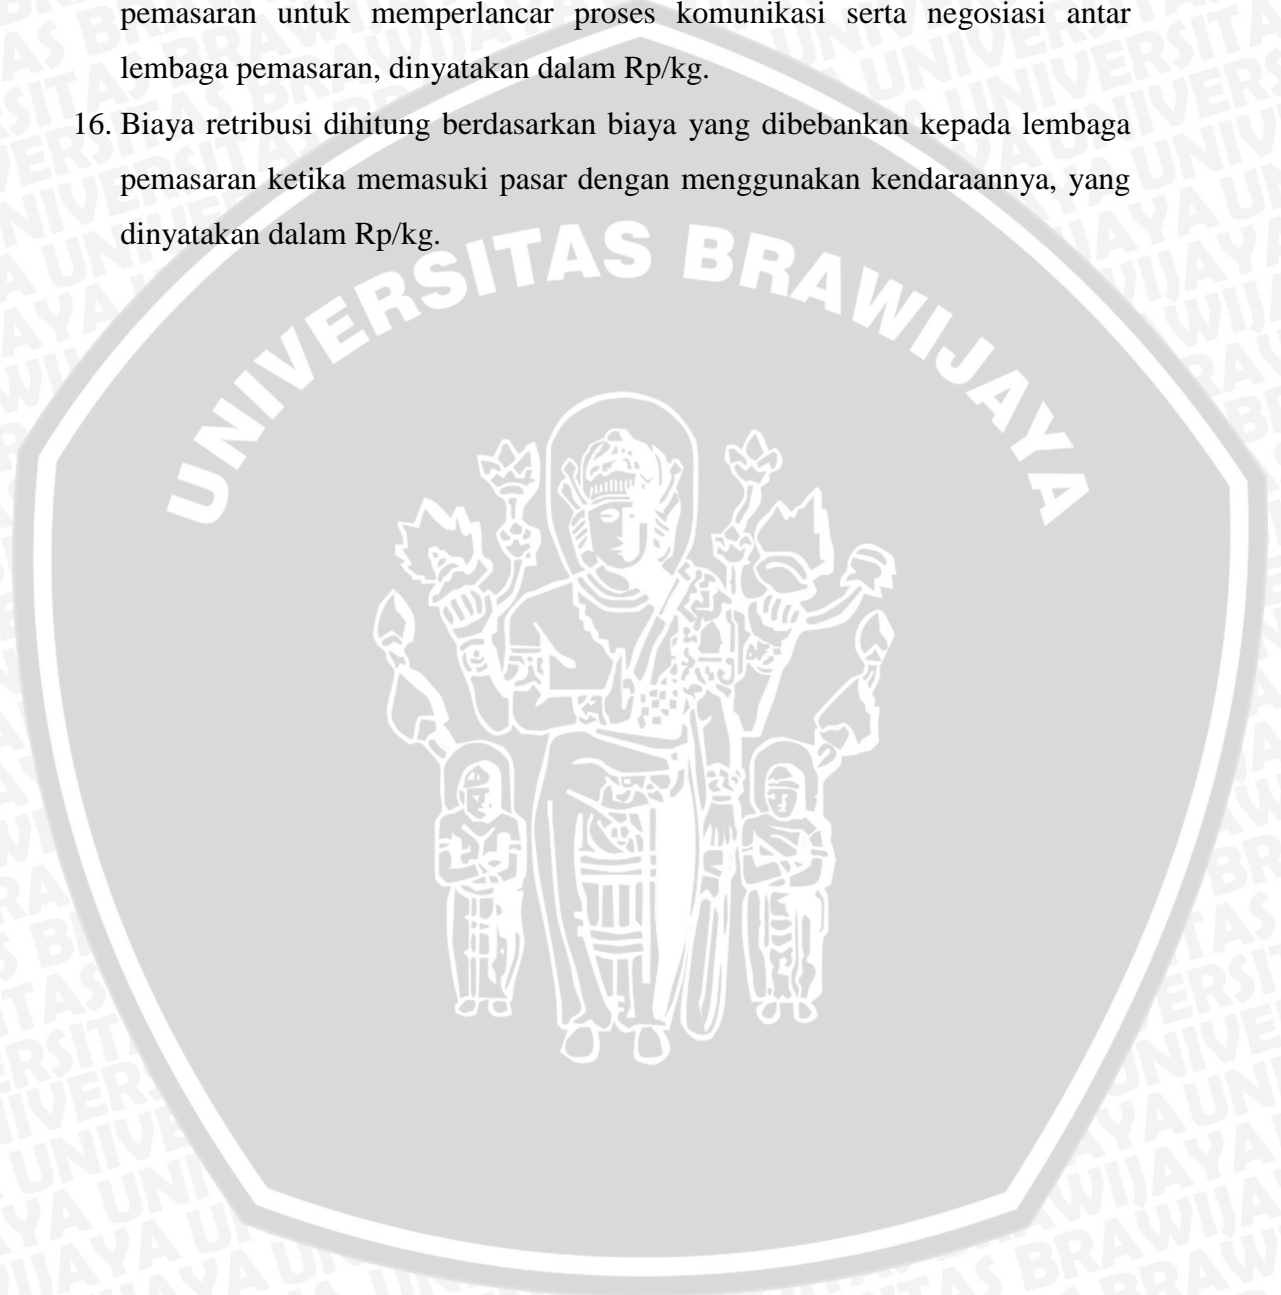 pemasaran untuk memperlancar proses komunikasi serta negosiasi antar
lembaga pemasaran, dinyatakan dalam Rp/kg.
16. Biaya retribusi dihitung berdasarkan biaya yang dibebankan kepada lembaga
pemasaran ketika memasuki pasar dengan menggunakan kendaraannya, yang
dinyatakan dalam Rp/kg.
UNIVERSITAS BRAWIJAYA